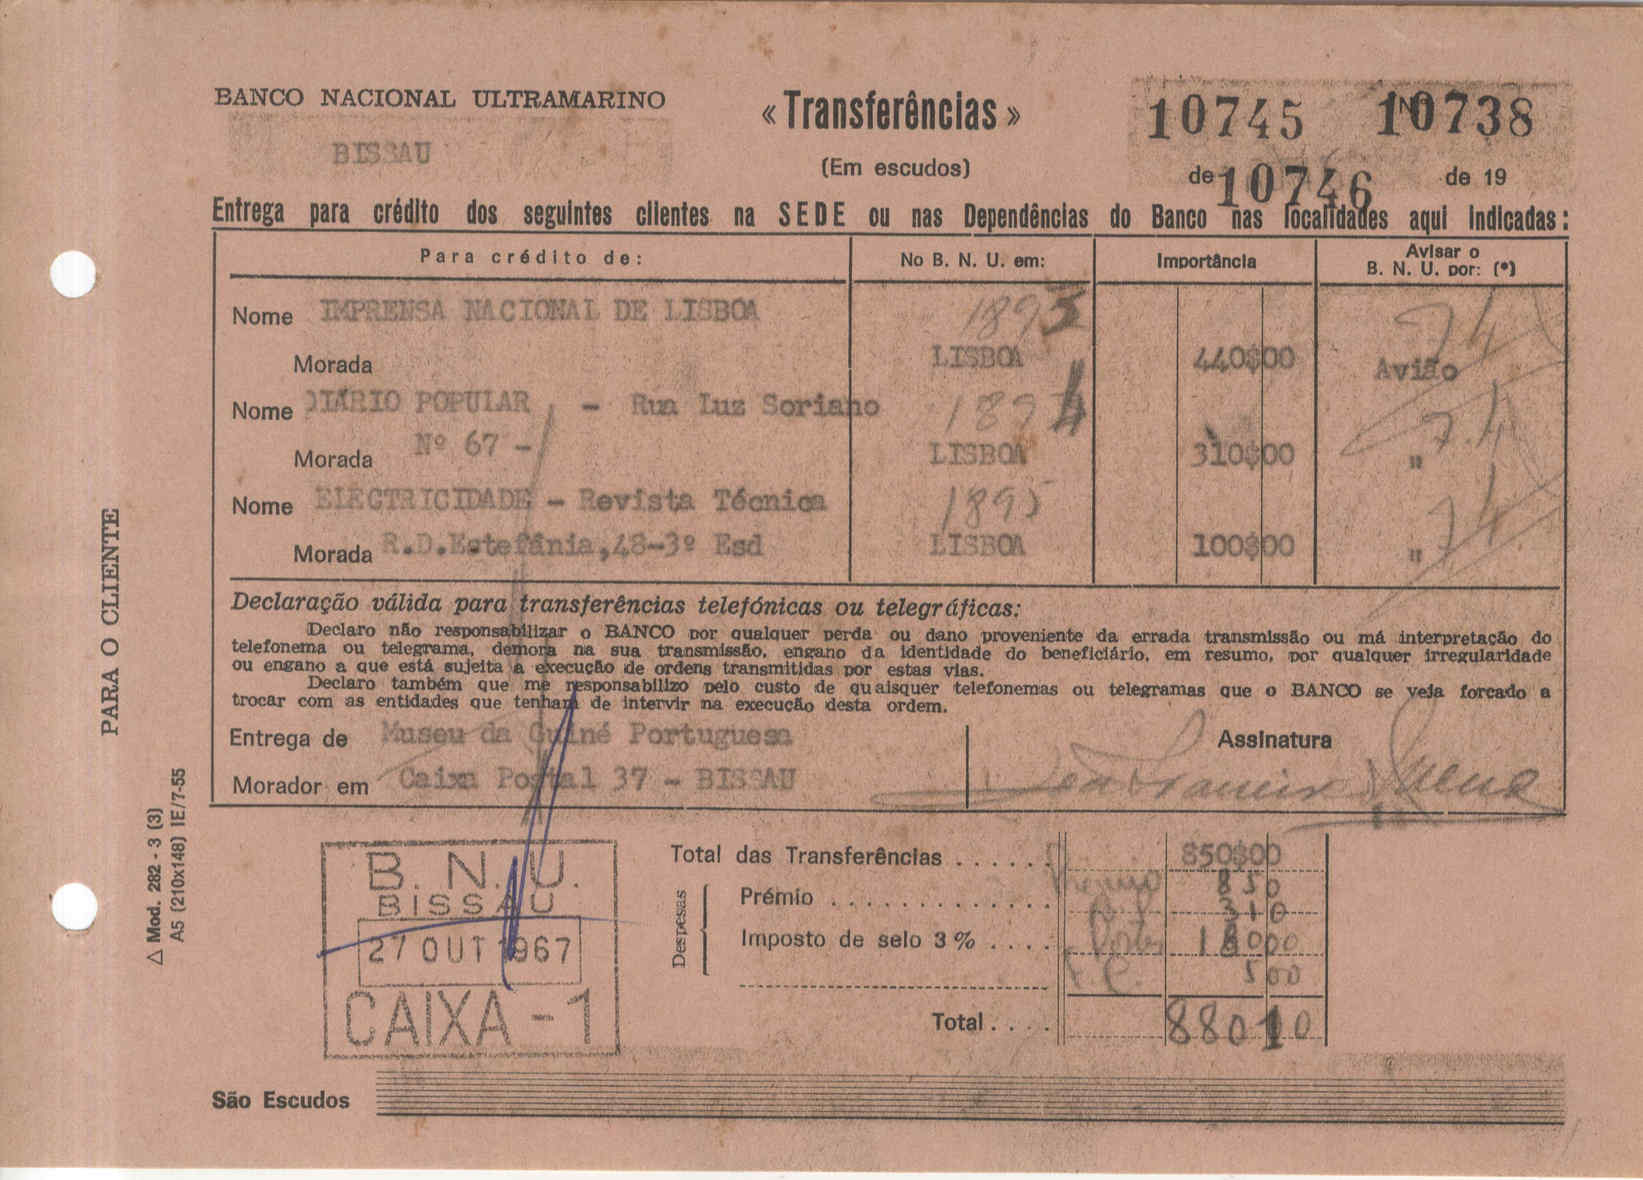 BANCO NACIONAL ULTRAMARINO
BISSAU
«Transferências»
(Em escudos)
10745 10738
de 10746 de 19
Entrega para crédito dos seguintes clientes na SEDE ou nas Dependências do Banco nas localidades aqui indicadas:
Para crédito de: No B. N. U. em: Importância Avisar o B. N. U. por: (*)
Nome IMPRENSA NACIONAL DE LISBOA 1893
Morada LISBOA 440$00 Avião
Nome DIÁRIO POPULAR - Rua Luz Soriano 1894
Morada Nº 67 - LISBOA 310$00 "
Nome ELECTRICIDADE - Revista Técnica 1895
Morada R.D.Estefânia,48-3º Esd LISBOA 100$00 "
Declaração válida para transferências telefónicas ou telegráficas:
Declaro não responsabilizar o BANCO por qualquer perda ou dano proveniente da errada transmissão ou má interpretação do
telefonema ou telegrama, demora na sua transmissão, engano da identidade do beneficiário, em resumo, por qualquer irregularidade
ou engano a que está sujeita a execução de ordens transmitidas por estas vias.
Declaro também que me responsabilizo pelo custo de quaisquer telefonemas ou telegramas que o BANCO se veja forçado a
trocar com as entidades que tenham de intervir na execução desta ordem.
Entrega de Museu da Guiné Portuguesa Assinatura
Morador em Caixa Postal 37 - BISSAU
B. N. U.
BISSAU
27 OUT 1967
CAIXA - 1
Total das Transferências . . . . . . 850$00
Despesas
Prémio . . . . . . . . . . . . . 850
310
Imposto de selo 3% . . . . Portes 1800
500
Total . . . . 88010
São Escudos
PARA O CLIENTE
△ Mod. 282 - 3 (3)
A5 (210x148) IE/7-55